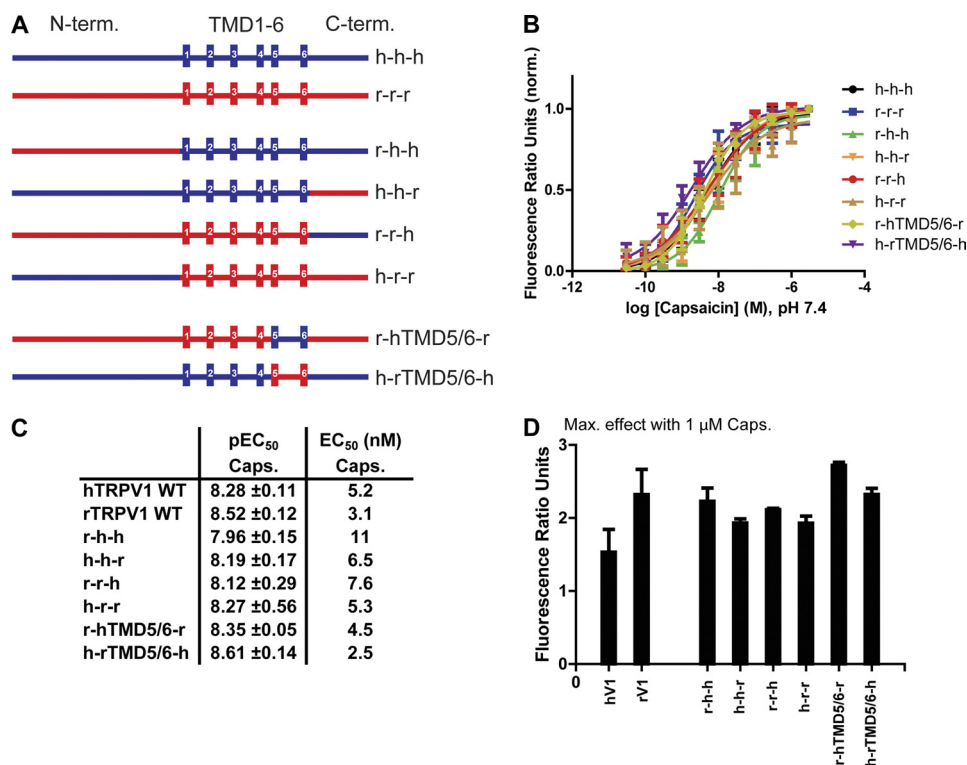 A
N-term. TMD1-6 C-term.
1 2 3 4 5 6 h-h-h
1 2 3 4 5 6 r-r-r
1 2 3 4 5 6 r-h-h
1 2 3 4 5 6 h-h-r
1 2 3 4 5 6 r-r-h
1 2 3 4 5 6 h-r-r
1 2 3 4 5 6 r-hTMD5/6-r
1 2 3 4 5 6 h-rTMD5/6-h
B
Fluorescence Ratio Units (norm.)
1.0
0.5
0.0
-12 -10 -8 -6 -4
log [Capsaicin] (M), pH 7.4
h-h-h
r-r-r
r-h-h
h-h-r
r-r-h
h-r-r
r-hTMD5/6-r
h-rTMD5/6-h
C
pEC50 EC50 (nM)
Caps. Caps.
hTRPV1 WT 8.28 ±0.11 5.2
rTRPV1 WT 8.52 ±0.12 3.1
r-h-h 7.96 ±0.15 11
h-h-r 8.19 ±0.17 6.5
r-r-h 8.12 ±0.29 7.6
h-r-r 8.27 ±0.56 5.3
r-hTMD5/6-r 8.35 ±0.05 4.5
h-rTMD5/6-h 8.61 ±0.14 2.5
D
Max. effect with 1 µM Caps.
Fluorescence Ratio Units
3
2
1
0
0
hV1
rV1
r-h-h
h-h-r
r-r-h
h-r-r
r-hTMD5/6-r
h-rTMD5/6-h